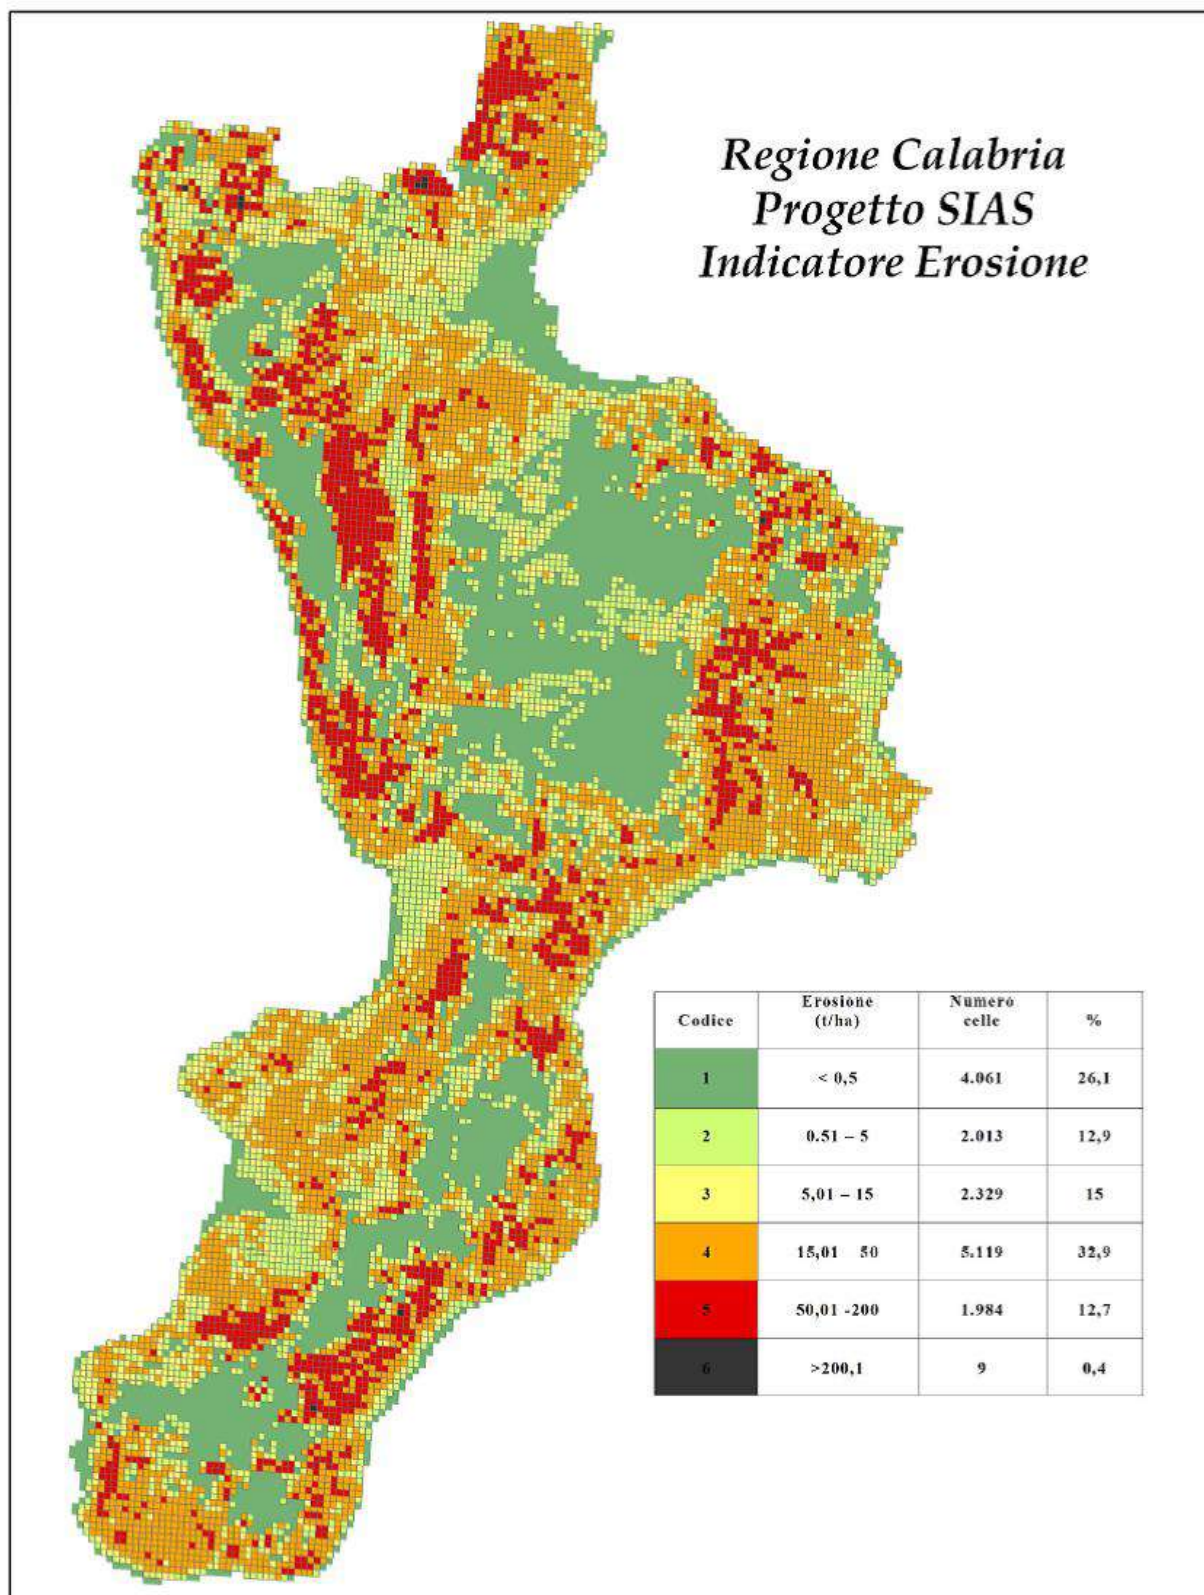 Regione Calabria
Progetto SIAS
Indicatore Erosione
Codice Erosione (t/ha) Numero celle %
1 < 0,5 4.061 26,1
2 0.51 – 5 2.013 12,9
3 5,01 – 15 2.329 15
4 15,01 50 5.119 32,9
5 50,01 -200 1.984 12,7
6 >200,1 9 0,4